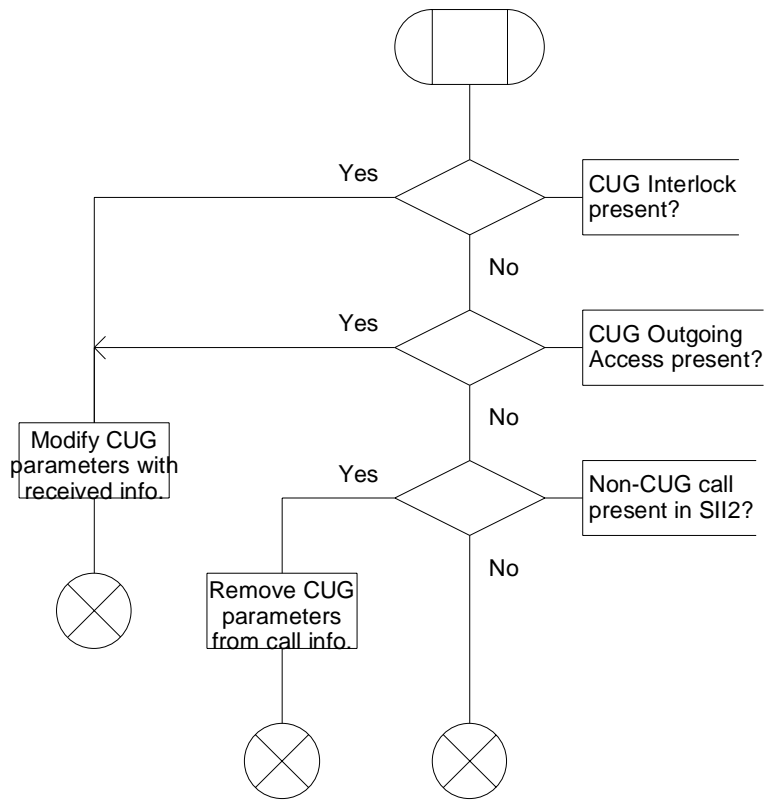 Yes
CUG Interlock
present?
No
Yes
CUG Outgoing
Access present?
No
Modify CUG
parameters with
received info.
Yes
Non-CUG call
present in SII2?
No
Remove CUG
parameters
from call info.